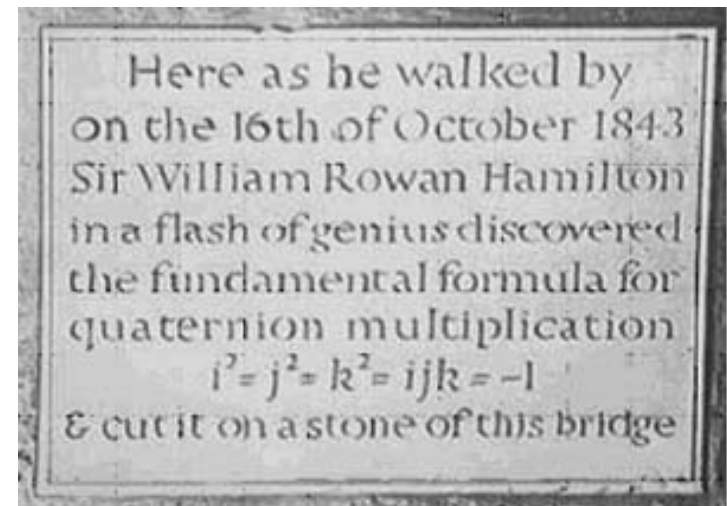 Here as he walked by
on the 16th of October 1843
Sir William Rowan Hamilton
in a flash of genius discovered
the fundamental formula for
quaternion multiplication
i² = j² = k² = ijk = -1
& cut it on a stone of this bridge